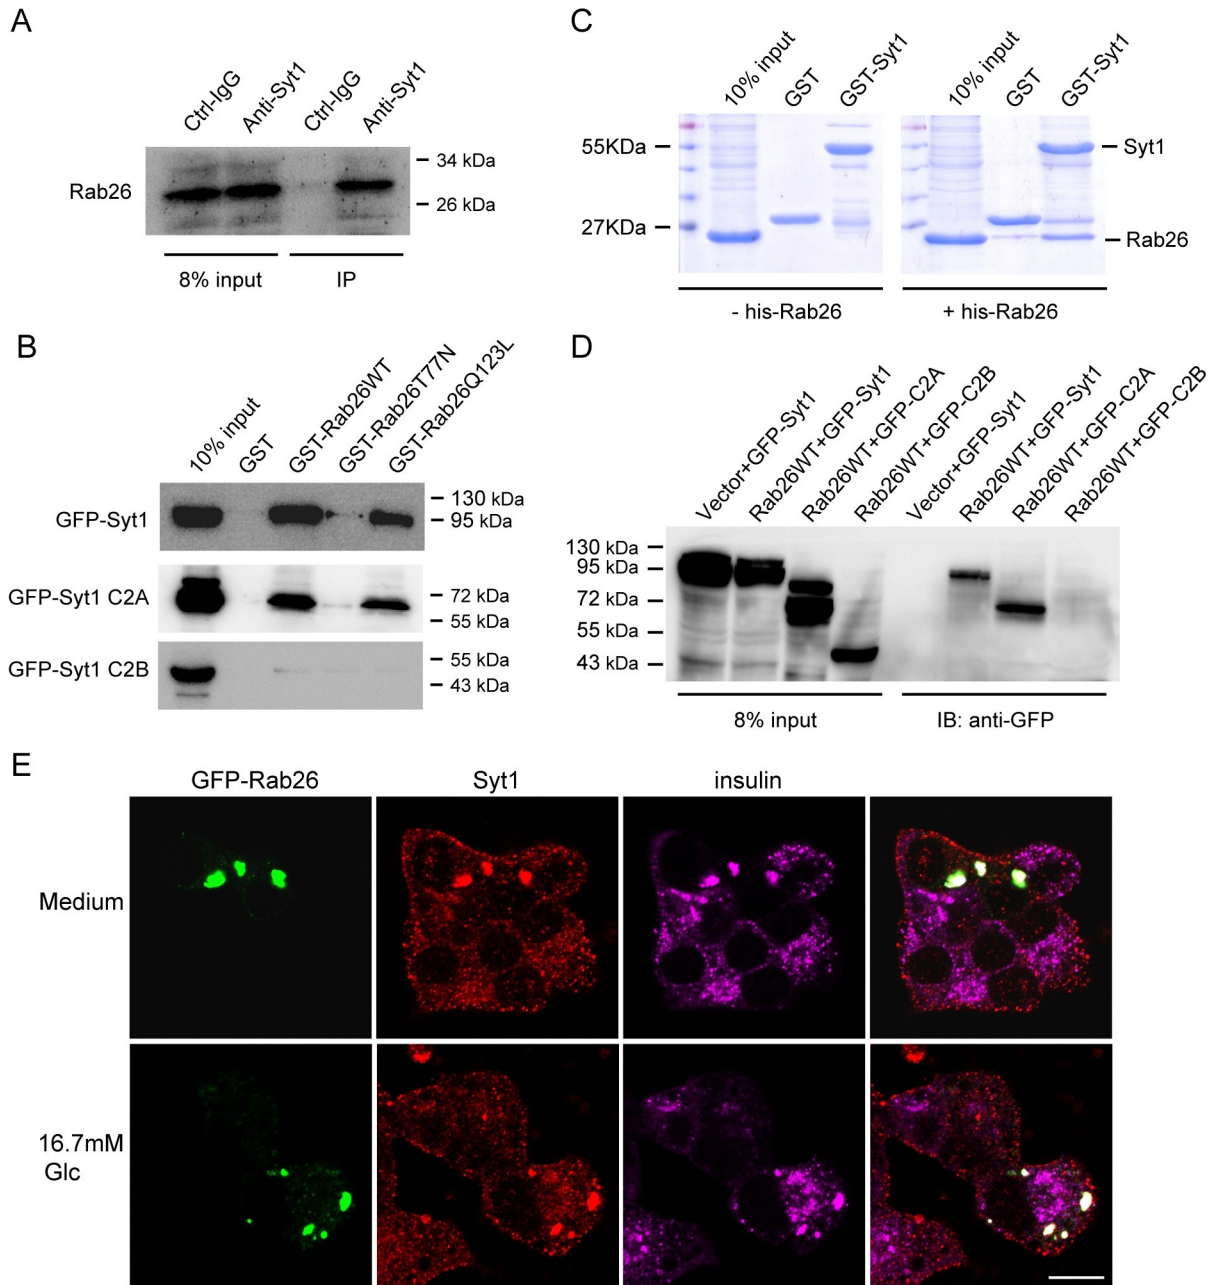 A
Ctrl-IgG
Anti-Syt1
Ctrl-IgG
Anti-Syt1
Rab26
34 kDa
26 kDa
8% input
IP
B
10% input
GST
GST-Rab26WT
GST-Rab26T77N
GST-Rab26Q123L
GFP-Syt1
130 kDa
95 kDa
GFP-Syt1 C2A
72 kDa
55 kDa
GFP-Syt1 C2B
55 kDa
43 kDa
C
10% input
GST
GST-Syt1
10% input
GST
GST-Syt1
55KDa
27KDa
Syt1
Rab26
- his-Rab26
+ his-Rab26
D
Vector+GFP-Syt1
Rab26WT+GFP-Syt1
Rab26WT+GFP-C2A
Rab26WT+GFP-C2B
Vector+GFP-Syt1
Rab26WT+GFP-Syt1
Rab26WT+GFP-C2A
Rab26WT+GFP-C2B
130 kDa
95 kDa
72 kDa
55 kDa
43 kDa
8% input
IB: anti-GFP
E
GFP-Rab26
Syt1
insulin
Medium
16.7mM
Glc